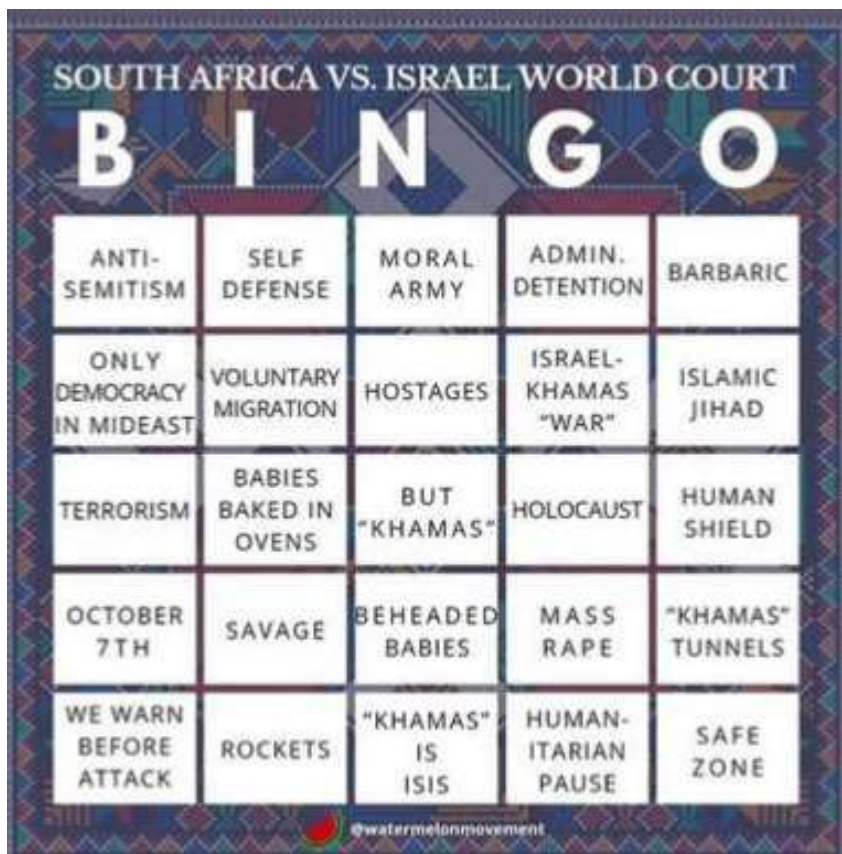 SOUTH AFRICA VS. ISRAEL WORLD COURT
B I N G O
ANTI-
SEMITISM
SELF
DEFENSE
MORAL
ARMY
ADMIN.
DETENTION
BARBARIC
ONLY
DEMOCRACY
IN MIDEAST
VOLUNTARY
MIGRATION
HOSTAGES
ISRAEL-
KHAMAS
"WAR"
ISLAMIC
JIHAD
TERRORISM
BABIES
BAKED IN
OVENS
BUT
"KHAMAS"
HOLOCAUST
HUMAN
SHIELD
OCTOBER
7TH
SAVAGE
BEHEADED
BABIES
MASS
RAPE
"KHAMAS"
TUNNELS
WE WARN
BEFORE
ATTACK
ROCKETS
"KHAMAS"
IS
ISIS
HUMAN-
ITARIAN
PAUSE
SAFE
ZONE
@watermelonmovement